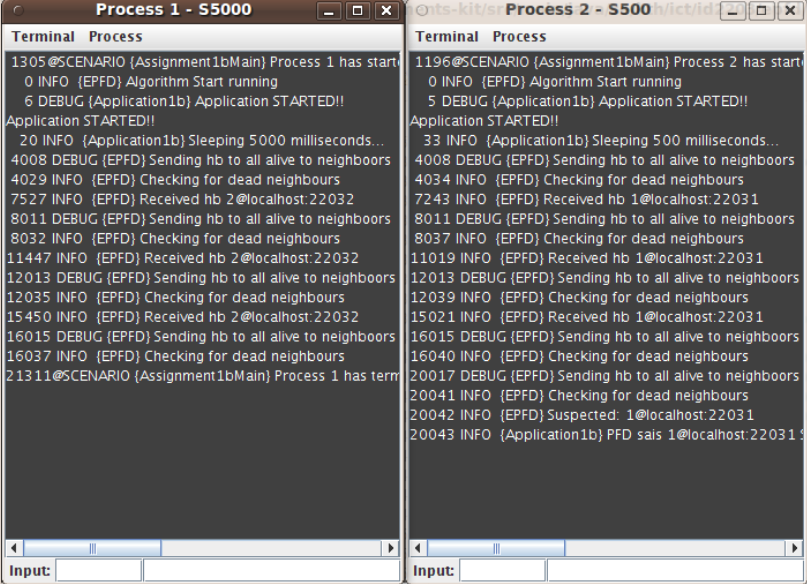 Process 1 - S5000
Terminal Process
1305@SCENARIO {Assignment1bMain} Process 1 has start
0 INFO {EPFD} Algorithm Start running
6 DEBUG {Application1b} Application STARTED!!
Application STARTED!!
20 INFO {Application1b} Sleeping 5000 milliseconds...
4008 DEBUG {EPFD} Sending hb to all alive to neighboors
4029 INFO {EPFD} Checking for dead neighbours
7527 INFO {EPFD} Received hb 2@localhost:22032
8011 DEBUG {EPFD} Sending hb to all alive to neighboors
8032 INFO {EPFD} Checking for dead neighbours
11447 INFO {EPFD} Received hb 2@localhost:22032
12013 DEBUG {EPFD} Sending hb to all alive to neighboors
12035 INFO {EPFD} Checking for dead neighbours
15450 INFO {EPFD} Received hb 2@localhost:22032
16015 DEBUG {EPFD} Sending hb to all alive to neighboors
16037 INFO {EPFD} Checking for dead neighbours
21311@SCENARIO {Assignment1bMain} Process 1 has term
Input:
Process 2 - S500
Terminal Process
1196@SCENARIO {Assignment1bMain} Process 2 has starte
0 INFO {EPFD} Algorithm Start running
5 DEBUG {Application1b} Application STARTED!!
Application STARTED!!
33 INFO {Application1b} Sleeping 500 milliseconds...
4008 DEBUG {EPFD} Sending hb to all alive to neighboors
4034 INFO {EPFD} Checking for dead neighbours
7243 INFO {EPFD} Received hb 1@localhost:22031
8011 DEBUG {EPFD} Sending hb to all alive to neighboors
8037 INFO {EPFD} Checking for dead neighbours
11019 INFO {EPFD} Received hb 1@localhost:22031
12013 DEBUG {EPFD} Sending hb to all alive to neighboors
12039 INFO {EPFD} Checking for dead neighbours
15021 INFO {EPFD} Received hb 1@localhost:22031
16015 DEBUG {EPFD} Sending hb to all alive to neighboors
16040 INFO {EPFD} Checking for dead neighbours
20017 DEBUG {EPFD} Sending hb to all alive to neighboors
20041 INFO {EPFD} Checking for dead neighbours
20042 INFO {EPFD} Suspected: 1@localhost:22031
20043 INFO {Application1b} PFD sais 1@localhost:22031
Input: